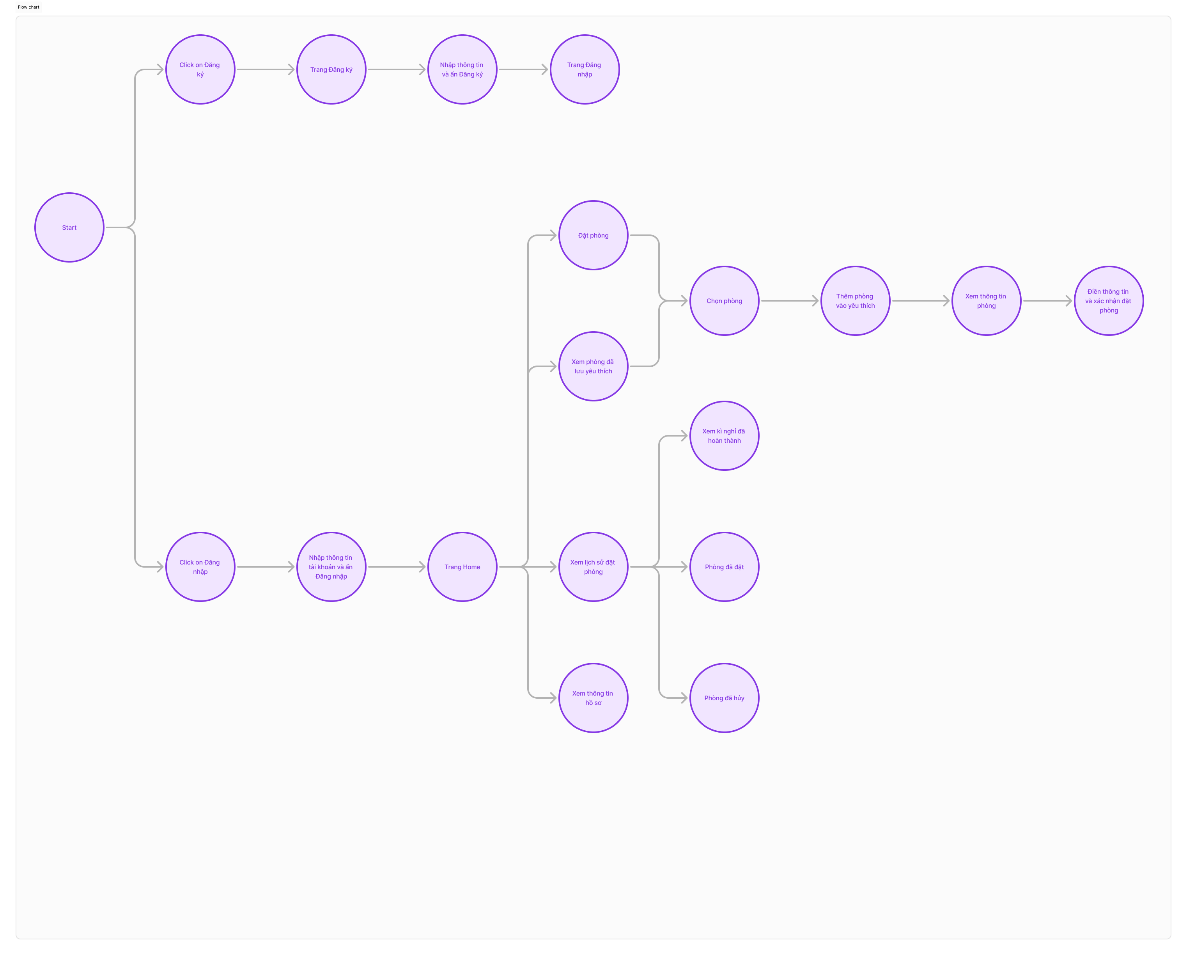 Flow chart
Click on Đăng
ký
Trang Đăng ký
Nhập thông tin
và ấn Đăng ký
Trang Đăng
nhập
Start
Đặt phòng
Chọn phòng
Thêm phòng
vào yêu thích
Xem thông tin
phòng
Điền thông tin
và xác nhận đặt
phòng
Xem phòng đã
lưu yêu thích
Xem kì nghỉ đã
hoàn thành
Click on Đăng
nhập
Nhập thông tin
tài khoản và ấn
Đăng nhập
Trang Home
Xem lịch sử đặt
phòng
Phòng đã đặt
Xem thông tin
hồ sơ
Phòng đã hủy